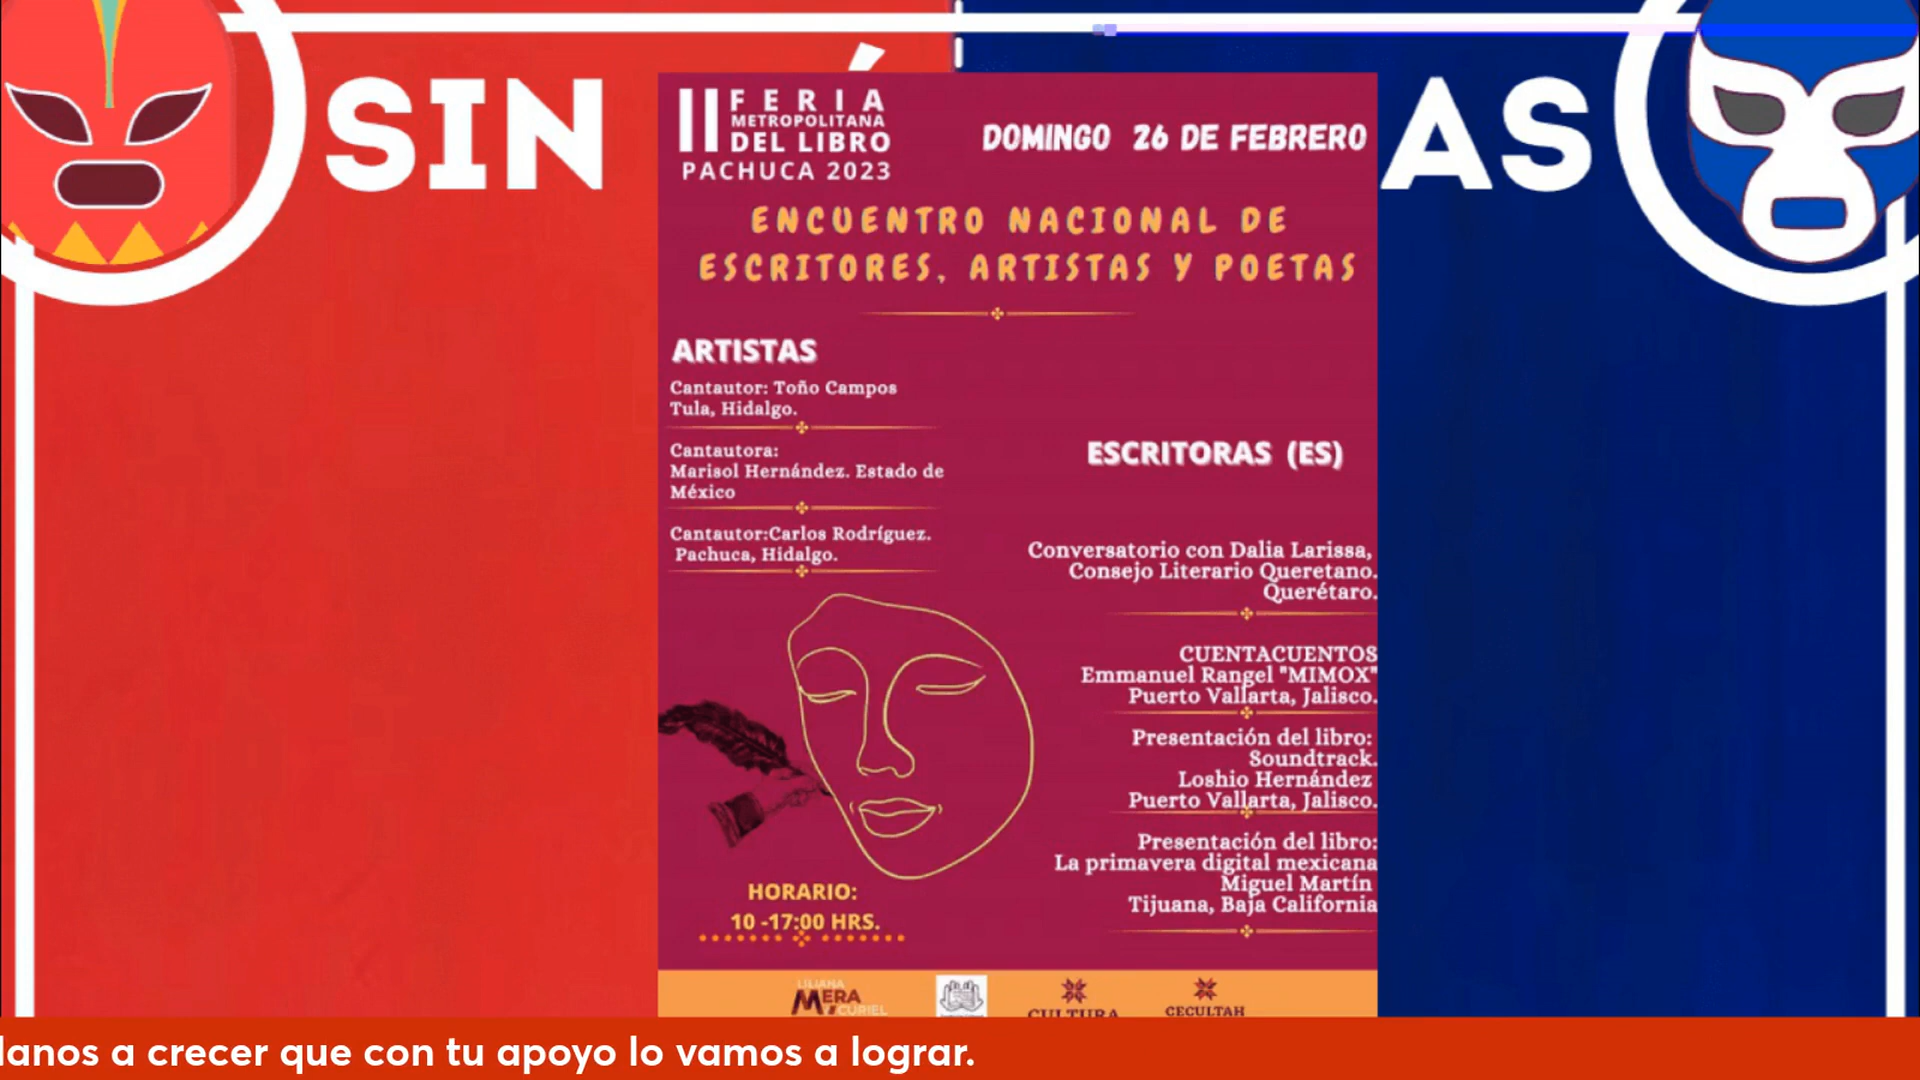 SIN
AS
II FERIA
METROPOLITANA
DEL LIBRO
PACHUCA 2023
DOMINGO 26 DE FEBRERO
ENCUENTRO NACIONAL DE
ESCRITORES, ARTISTAS Y POETAS
ARTISTAS
Cantautor: Toño Campos
Tula, Hidalgo.
Cantautora:
Marisol Hernández. Estado de
México
Cantautor:Carlos Rodríguez.
Pachuca, Hidalgo.
HORARIO:
10 -17:00 HRS.
ESCRITORAS (ES)
Conversatorio con Dalia Larissa,
Consejo Literario Queretano.
Querétaro.
CUENTACUENTOS
Emmanuel Rangel "MIMOX"
Puerto Vallarta, Jalisco.
Presentación del libro:
Soundtrack.
Loshio Hernández
Puerto Vallarta, Jalisco.
Presentación del libro:
La primavera digital mexicana
Miguel Martín
Tijuana, Baja California
LILIANA
MERA
CURIEL
CULTURA
CECULTAH
danos a crecer que con tu apoyo lo vamos a lograr.